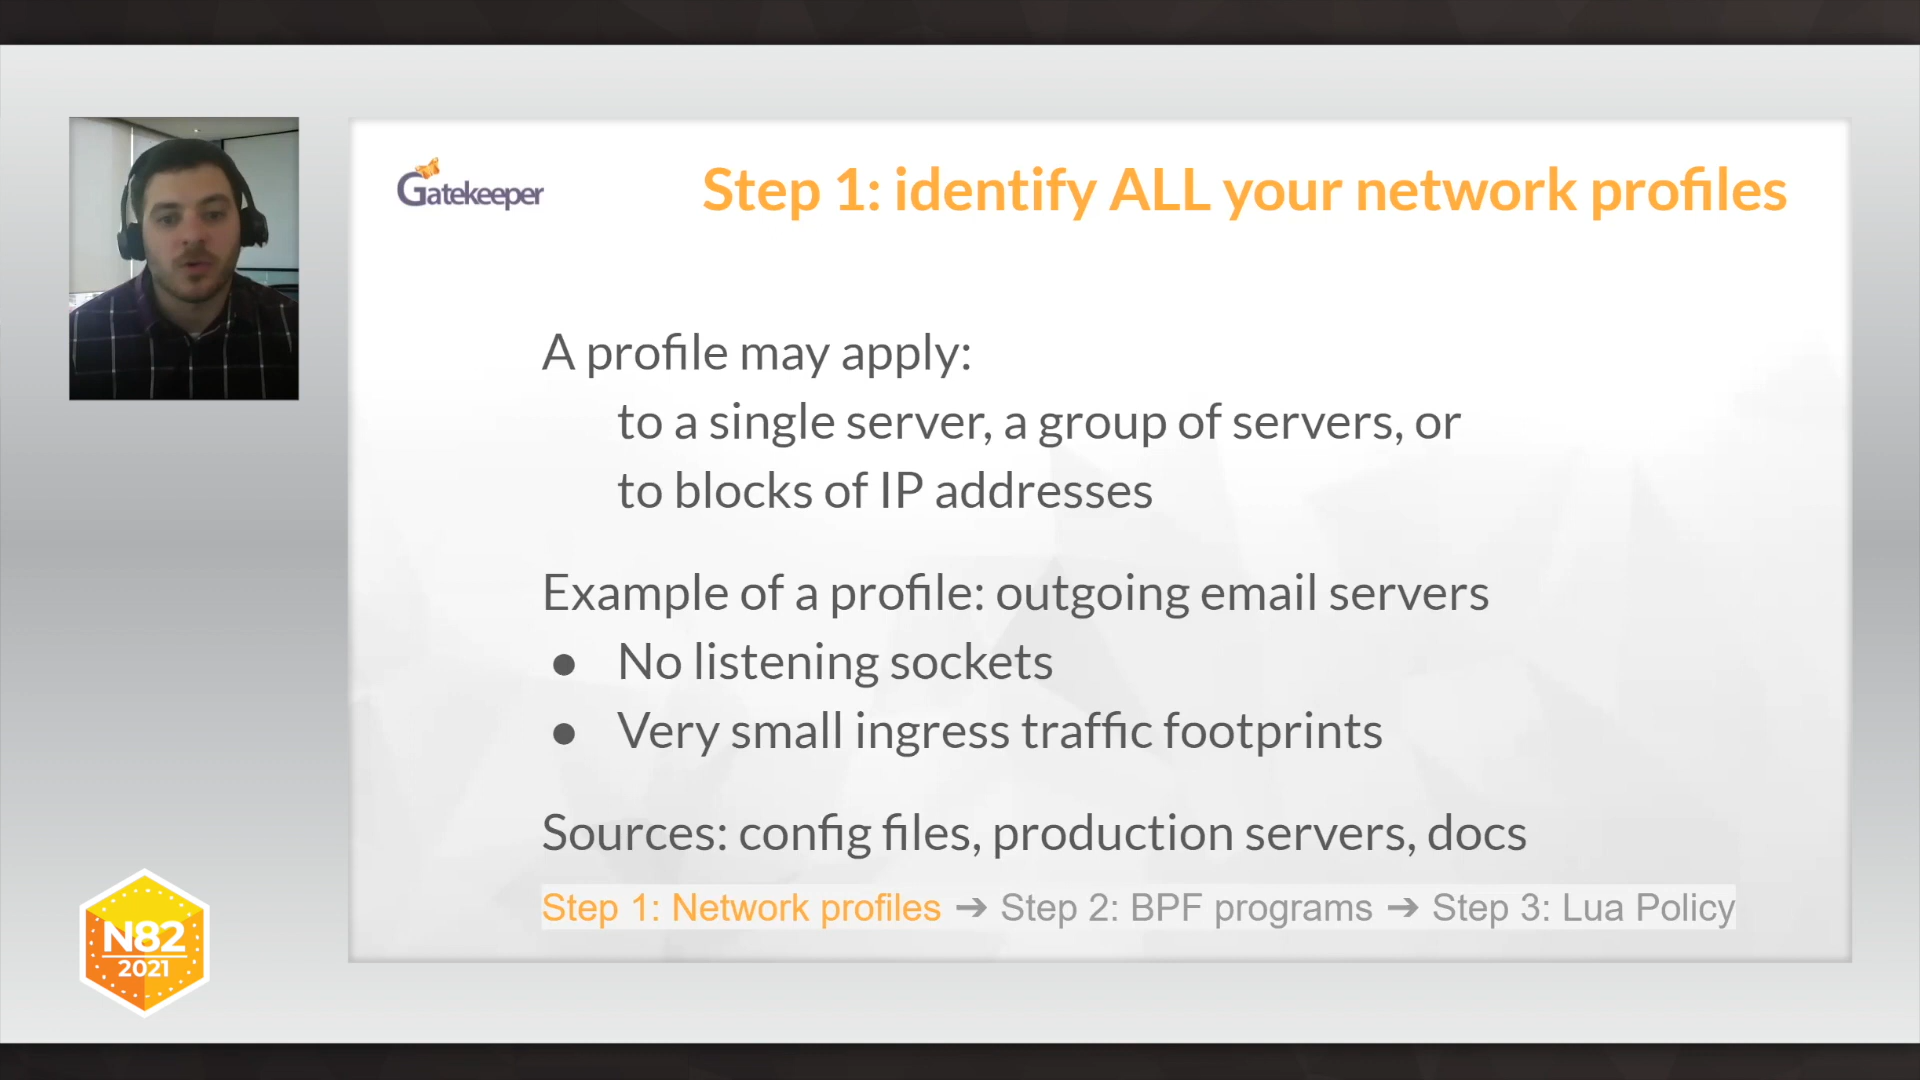 Gatekeeper
Step 1: identify ALL your network profiles
A profile may apply:
to a single server, a group of servers, or
to blocks of IP addresses
Example of a profile: outgoing email servers
● No listening sockets
● Very small ingress traffic footprints
Sources: config files, production servers, docs
Step 1: Network profiles ➔ Step 2: BPF programs ➔ Step 3: Lua Policy
N82
2021